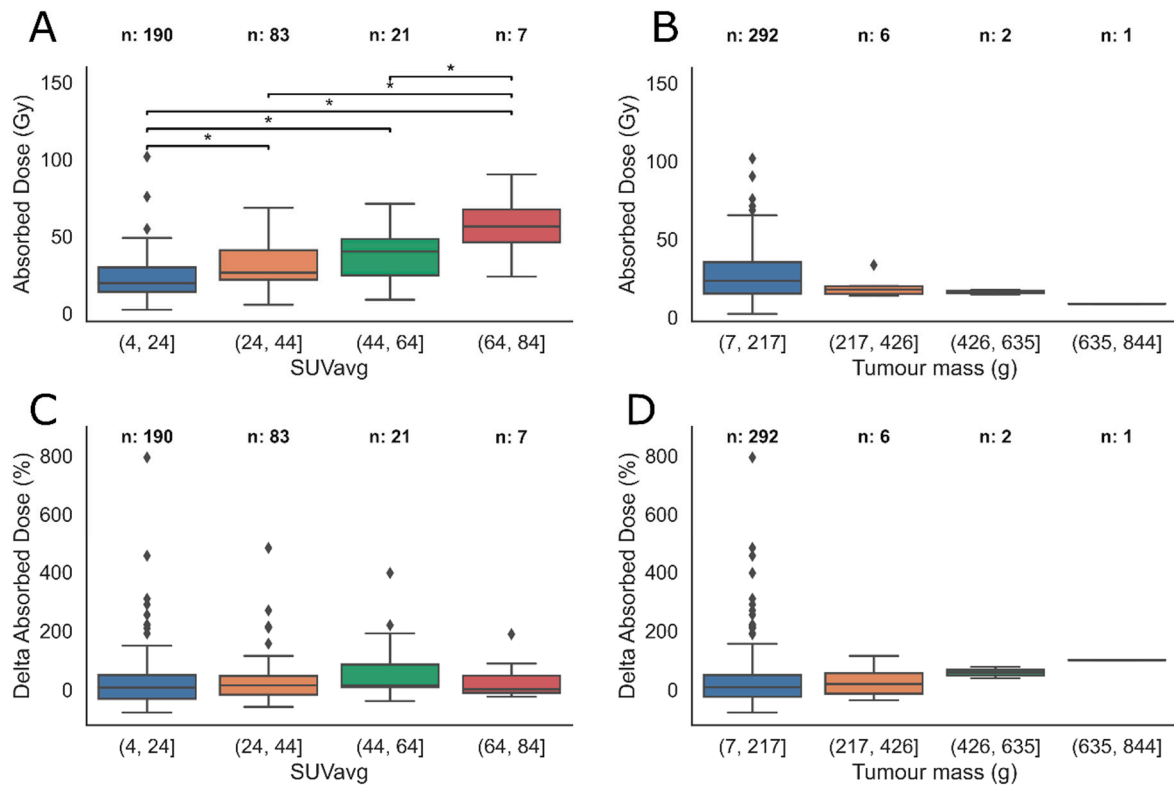 A
n: 190 n: 83 n: 21 n: 7
Absorbed Dose (Gy)
150
100
50
0
* * * * *
(4, 24] (24, 44] (44, 64] (64, 84]
SUVavg
B
n: 292 n: 6 n: 2 n: 1
Absorbed Dose (Gy)
150
100
50
0
(7, 217] (217, 426] (426, 635] (635, 844]
Tumour mass (g)
C
n: 190 n: 83 n: 21 n: 7
Delta Absorbed Dose (%)
800
600
400
200
0
(4, 24] (24, 44] (44, 64] (64, 84]
SUVavg
D
n: 292 n: 6 n: 2 n: 1
Delta Absorbed Dose (%)
800
600
400
200
0
(7, 217] (217, 426] (426, 635] (635, 844]
Tumour mass (g)